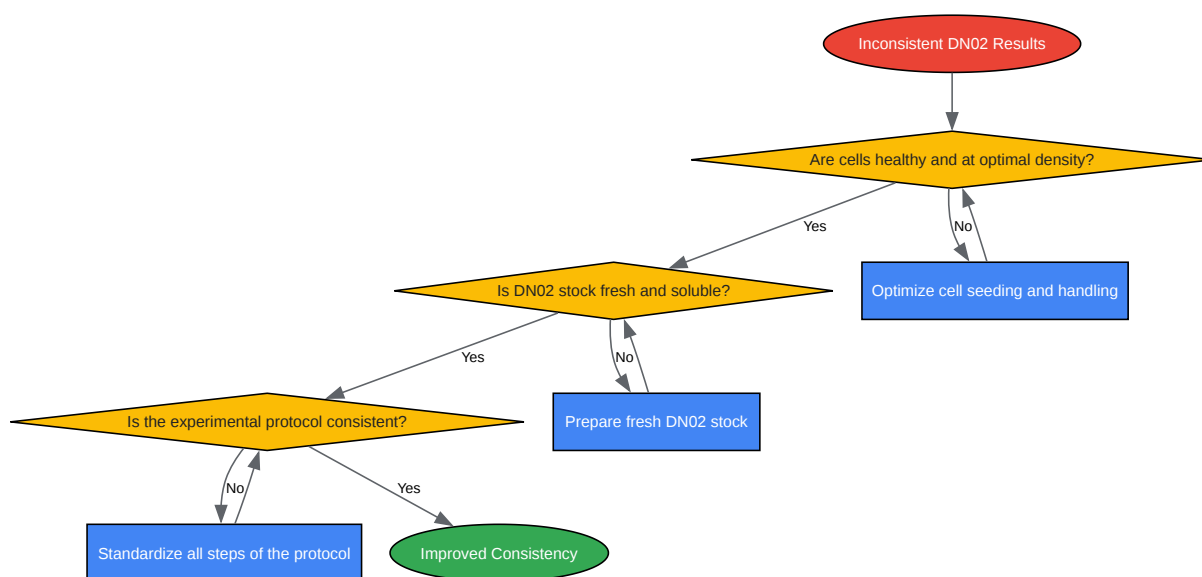 Inconsistent DN02 Results
Are cells healthy and at optimal density?
Yes
No
Is DN02 stock fresh and soluble?
Optimize cell seeding and handling
Yes
No
Is the experimental protocol consistent?
Prepare fresh DN02 stock
No
Yes
Standardize all steps of the protocol
Improved Consistency